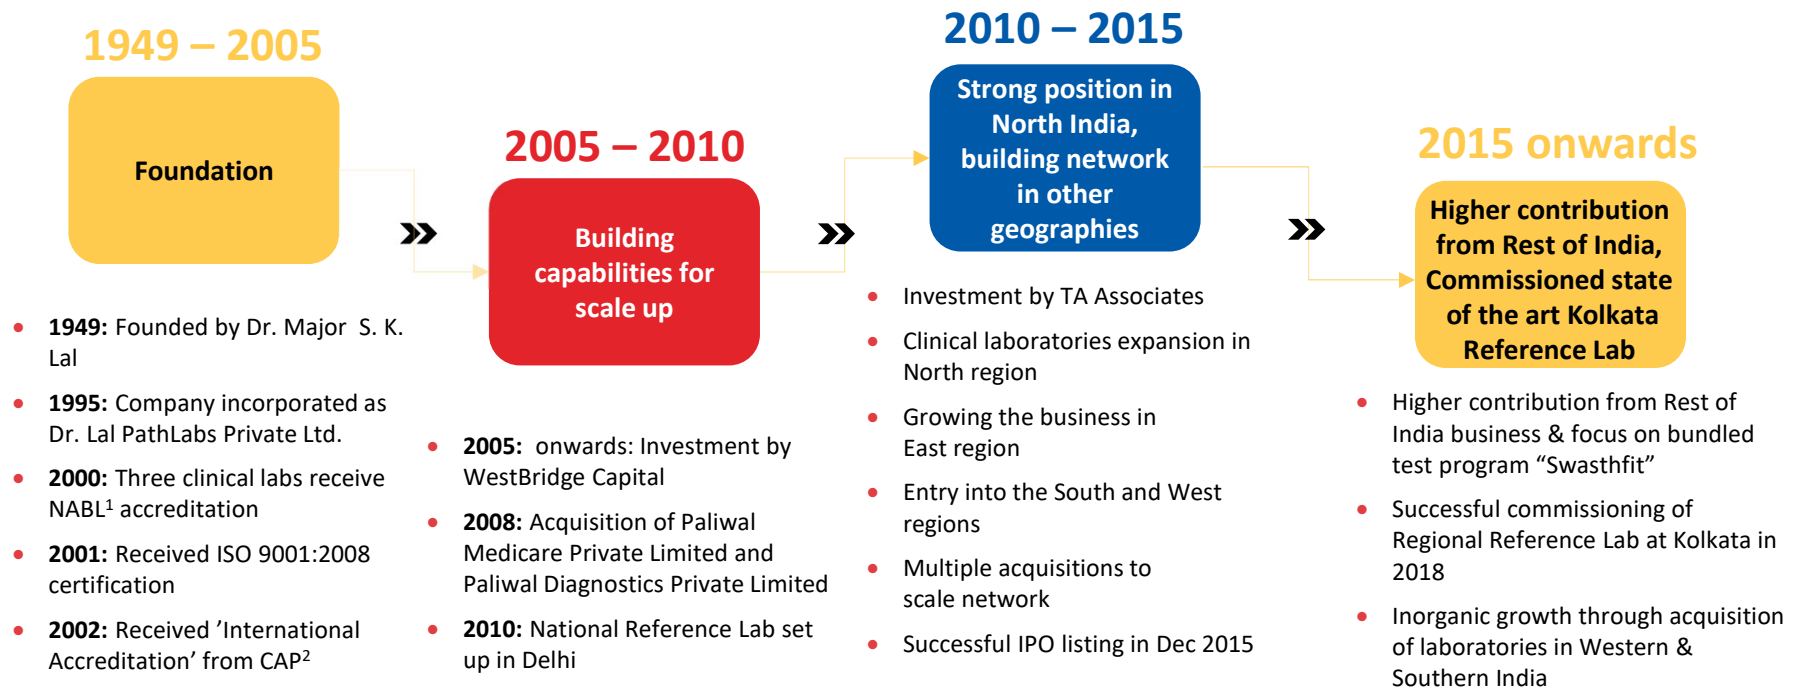 1949 – 2005
Foundation
• 1949: Founded by Dr. Major S. K.
Lal
• 1995: Company incorporated as
Dr. Lal PathLabs Private Ltd.
• 2000: Three clinical labs receive
NABL¹ accreditation
• 2001: Received ISO 9001:2008
certification
• 2002: Received ’International
Accreditation’ from CAP²
2005 – 2010
Building
capabilities for
scale up
• 2005: onwards: Investment by
WestBridge Capital
• 2008: Acquisition of Paliwal
Medicare Private Limited and
Paliwal Diagnostics Private Limited
• 2010: National Reference Lab set
up in Delhi
2010 – 2015
Strong position in
North India,
building network
in other
geographies
• Investment by TA Associates
• Clinical laboratories expansion in
North region
• Growing the business in
East region
• Entry into the South and West
regions
• Multiple acquisitions to
scale network
• Successful IPO listing in Dec 2015
2015 onwards
Higher contribution
from Rest of India,
Commissioned state
of the art Kolkata
Reference Lab
• Higher contribution from Rest of
India business & focus on bundled
test program “Swasthfit”
• Successful commissioning of
Regional Reference Lab at Kolkata in
2018
• Inorganic growth through acquisition
of laboratories in Western &
Southern India